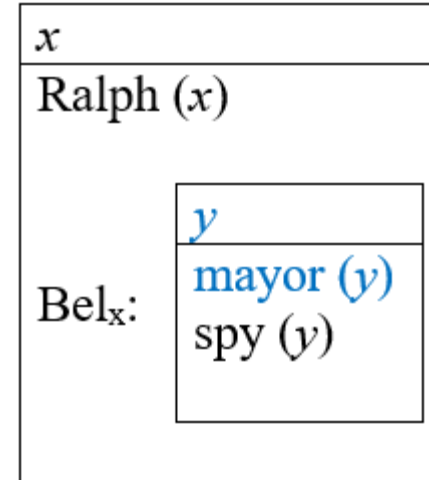 x
Ralph (x)
y
mayor (y)
Belₓ:
spy (y)